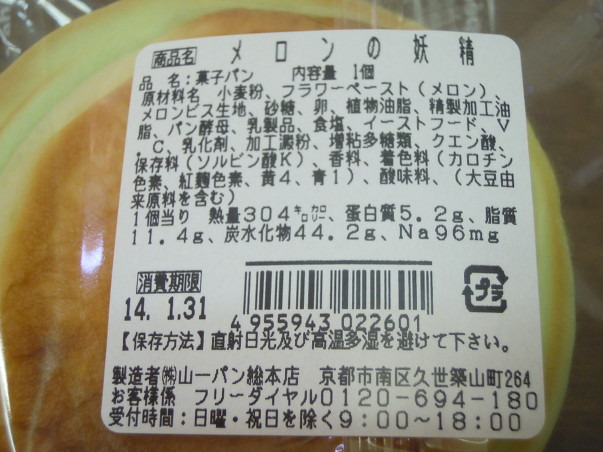 商品名 メロンの妖精
品名:菓子パン 内容量 1個
原材料名 小麦粉、フラワーペースト(メロン)、
メロンビス生地、砂糖、卵、植物油脂、精製加工油
脂、パン酵母、乳製品、食塩、イーストフード、V
.C、乳化剤、加工澱粉、増粘多糖類、クエン酸、
保存料(ソルビン酸K)、香料、着色料(カロチン
色素、紅麹色素、黄4、青1)、酸味料、(大豆由
来原料を含む)
1個当り 熱量304キロカロリー、蛋白質5.2g、脂質
11.4g、炭水化物44.2g、Na96mg
消費期限
14.1.31
プラ
4 955943 022601
【保存方法】直射日光及び高温多湿を避けて下さい。
製造者㈱山一パン総本店 京都市南区久世築山町264
お客様係 フリーダイヤル0120-694-180
受付時間:日曜・祝日を除く9:00~18:00